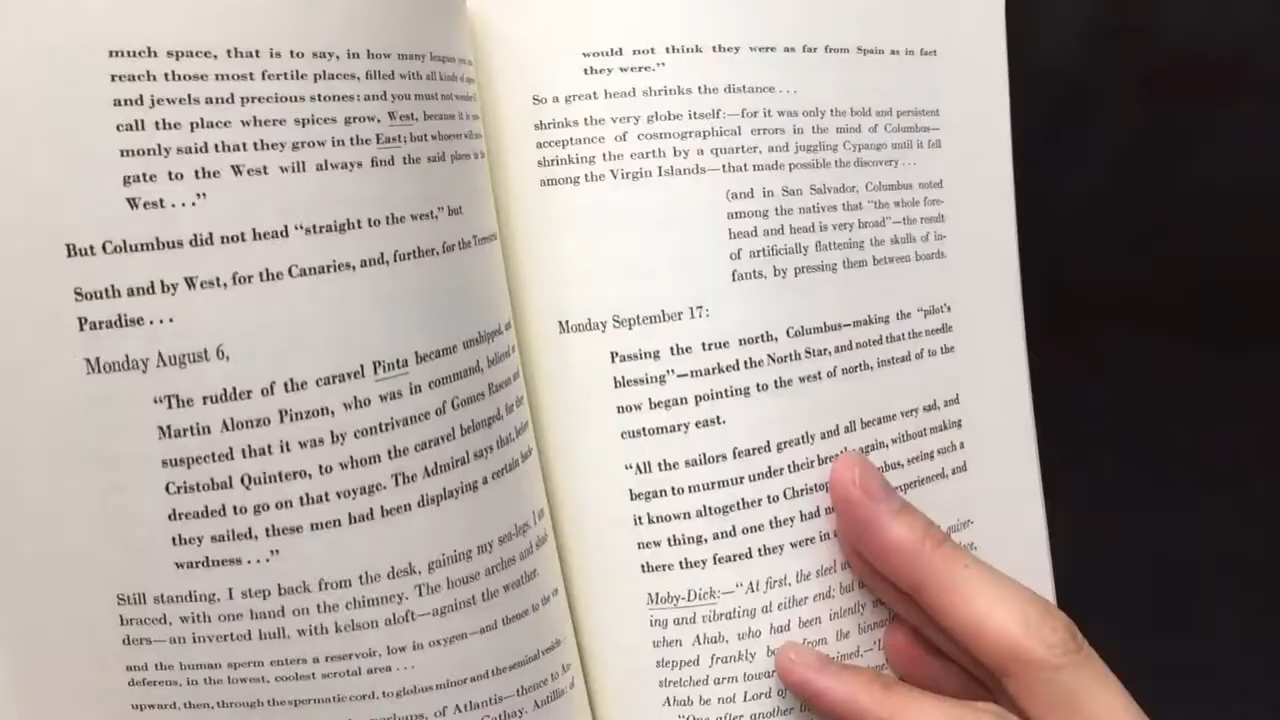 much space, that is to say, in how many leagues
reach those most fertile places, filled with all kinds of
and jewels and precious stones: and you must not
call the place where spices grow, West, because it is
monly said that they grow in the East; but whoever will
gate to the West will always find the said places in the
West . . ."
But Columbus did not head "straight to the west," but
South and by West, for the Canaries, and, further, for the Terrestrial
Paradise . . .
Monday August 6,
"The rudder of the caravel Pinta became unshipped, and
Martin Alonzo Pinzon, who was in command, believed or
suspected that it was by contrivance of Gomes Rascon and
Cristobal Quintero, to whom the caravel belonged, for they
dreaded to go on that voyage. The Admiral says that, before
they sailed, these men had been displaying a certain back-
wardness . . ."
Still standing, I step back from the desk, gaining my sea-legs. I am
braced, with one hand on the chimney. The house arches and shud-
ders—an inverted hull, with kelson aloft—against the weather.
and the human sperm enters a reservoir, low in oxygen—and thence to the
deferens, in the lowest, coolest scrotal area . . .
upward, then, through the spermatic cord, to globus minor and the seminal
of Atlantis—thence to
Cathay. Antillia: of
would not think they were as far from Spain as in fact
they were."
So a great head shrinks the distance . . .
shrinks the very globe itself:—for it was only the bold and persistent
acceptance of cosmographical errors in the mind of Columbus—
shrinking the earth by a quarter, and juggling Cypango until it fell
among the Virgin Islands—that made possible the discovery . . .
(and in San Salvador, Columbus noted
among the natives that "the whole fore-
head and head is very broad"—the result
of artificially flattening the skulls of in-
fants, by pressing them between boards.
Monday September 17:
Passing the true north, Columbus—making the "pilot's
blessing"—marked the North Star, and noted that the needle
now began pointing to the west of north, instead of to the
customary east.
"All the sailors feared greatly and all became very sad, and
began to murmur under their breath again, without making
it known altogether to Christopher Columbus, seeing such a
new thing, and one they had experienced, and
there they feared they were in
Moby-Dick:—"At first, the steel quiver-
ing and vibrating at either end; but
when Ahab, who had been intently
stepped frankly from the binnacle
stretched arm exclaimed,—
Ahab be not Lord of
"One after another